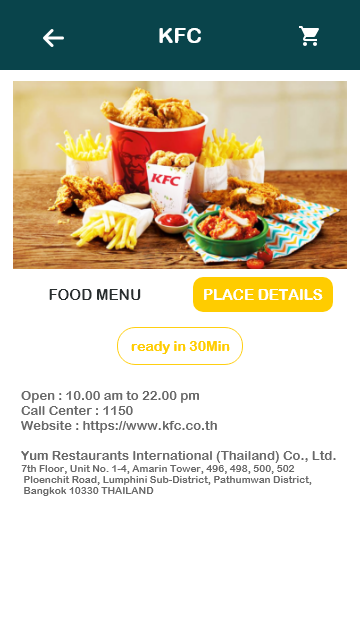 KFC
KFC
FOOD MENU
PLACE DETAILS
ready in 30Min
Open : 10.00 am to 22.00 pm
Call Center : 1150
Website : https://www.kfc.co.th
Yum Restaurants International (Thailand) Co., Ltd.
7th Floor, Unit No. 1-4, Amarin Tower, 496, 498, 500, 502
Ploenchit Road, Lumphini Sub-District, Pathumwan District,
Bangkok 10330 THAILAND